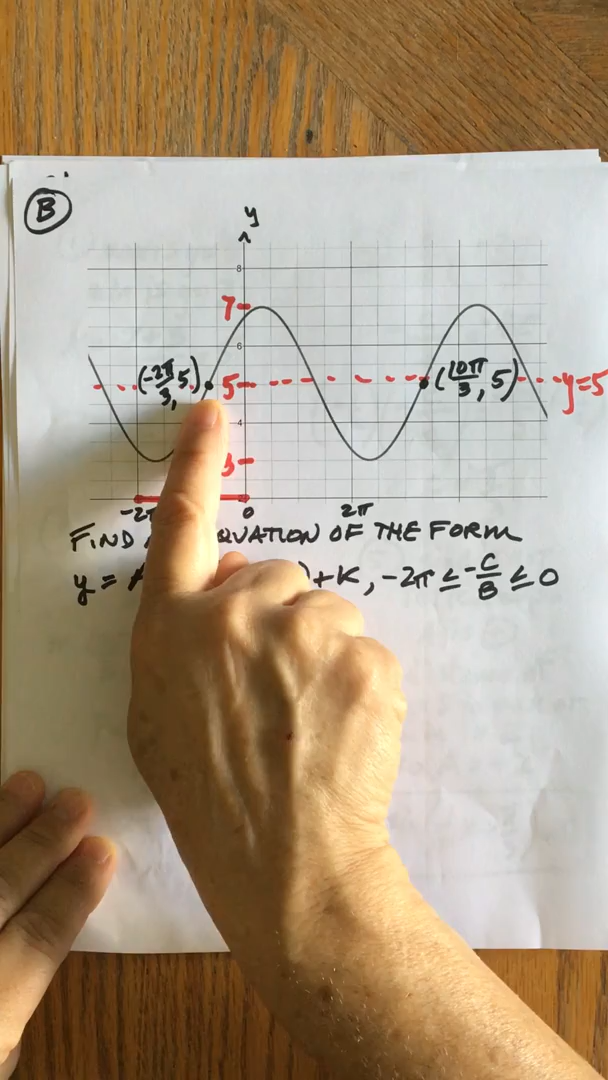 B
y
8
7
6
(-2π/3, 5)
5
(10π/3, 5)
y=5
4
3
0
2π
FIND EQUATION OF THE FORM
y = ) + K, -2π ≤ -C/B ≤ 0